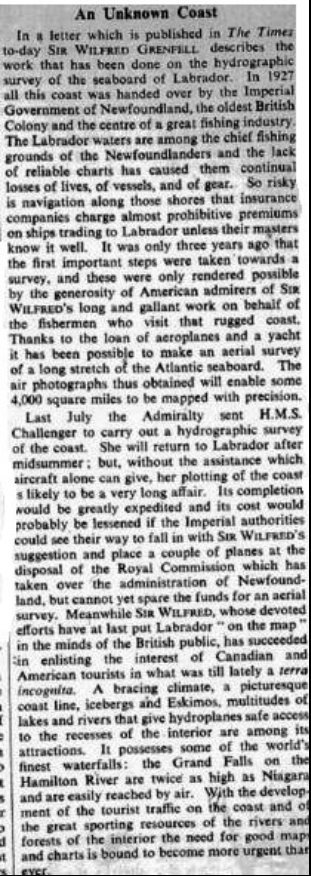 An Unknown Coast
In a letter which is published in The Times
to-day SIR WILFRED GRENFELL describes the
work that has been done on the hydrographic
survey of the seaboard of Labrador. In 1927
all this coast was handed over by the Imperial
Government of Newfoundland, the oldest British
Colony and the centre of a great fishing industry.
The Labrador waters are among the chief fishing
grounds of the Newfoundlanders and the lack
of reliable charts has caused them continual
losses of lives, of vessels, and of gear. So risky
is navigation along those shores that insurance
companies charge almost prohibitive premiums
on ships trading to Labrador unless their masters
know it well. It was only three years ago that
the first important steps were taken towards a
survey, and these were only rendered possible
by the generosity of American admirers of SIR
WILFRED'S long and gallant work on behalf of
the fishermen who visit that rugged coast.
Thanks to the loan of aeroplanes and a yacht
it has been possible to make an aerial survey
of a long stretch of the Atlantic seaboard. The
air photographs thus obtained will enable some
4,000 square miles to be mapped with precision.
Last July the Admiralty sent H.M.S.
Challenger to carry out a hydrographic survey
of the coast. She will return to Labrador after
midsummer; but, without the assistance which
aircraft alone can give, her plotting of the coast
s likely to be a very long affair. Its completion
would be greatly expedited and its cost would
probably be lessened if the Imperial authorities
could see their way to fall in with SIR WILFRED'S
suggestion and place a couple of planes at the
disposal of the Royal Commission which has
taken over the administration of Newfound-
land, but cannot yet spare the funds for an aerial
survey. Meanwhile SIR WILFRED, whose devoted
efforts have at last put Labrador "on the map"
in the minds of the British public, has succeeded
in enlisting the interest of Canadian and
American tourists in what was till lately a terra
incognita. A bracing climate, a picturesque
coast line, icebergs and Eskimos, multitudes of
lakes and rivers that give hydroplanes safe access
to the recesses of the interior are among its
attractions. It possesses some of the world's
finest waterfalls: the Grand Falls on the
Hamilton River are twice as high as Niagara
and are easily reached by air. With the develop-
ment of the tourist traffic on the coast and of
the great sporting resources of the rivers and
forests of the interior the need for good maps
and charts is bound to become more urgent than
ever.